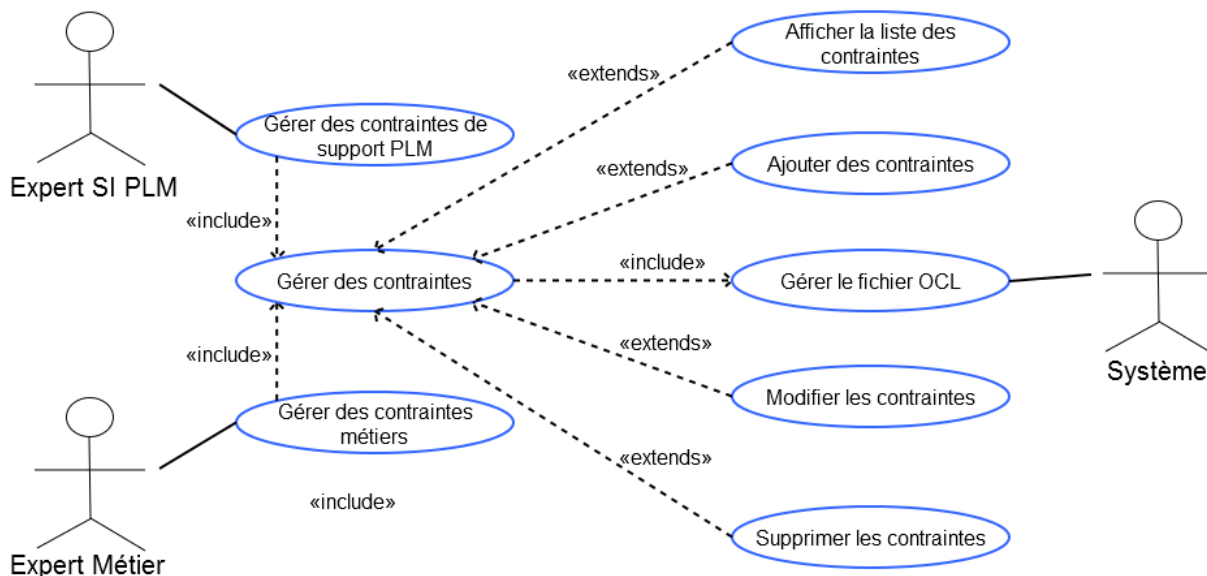 Afficher la liste des
contraintes
«extends»
Gérer des contraintes de
support PLM
«extends»
Ajouter des contraintes
Expert SI PLM
«include»
«include»
Gérer des contraintes
Gérer le fichier OCL
«extends»
«include»
Système
Gérer des contraintes
métiers
Modifier les contraintes
«extends»
«include»
Supprimer les contraintes
Expert Métier